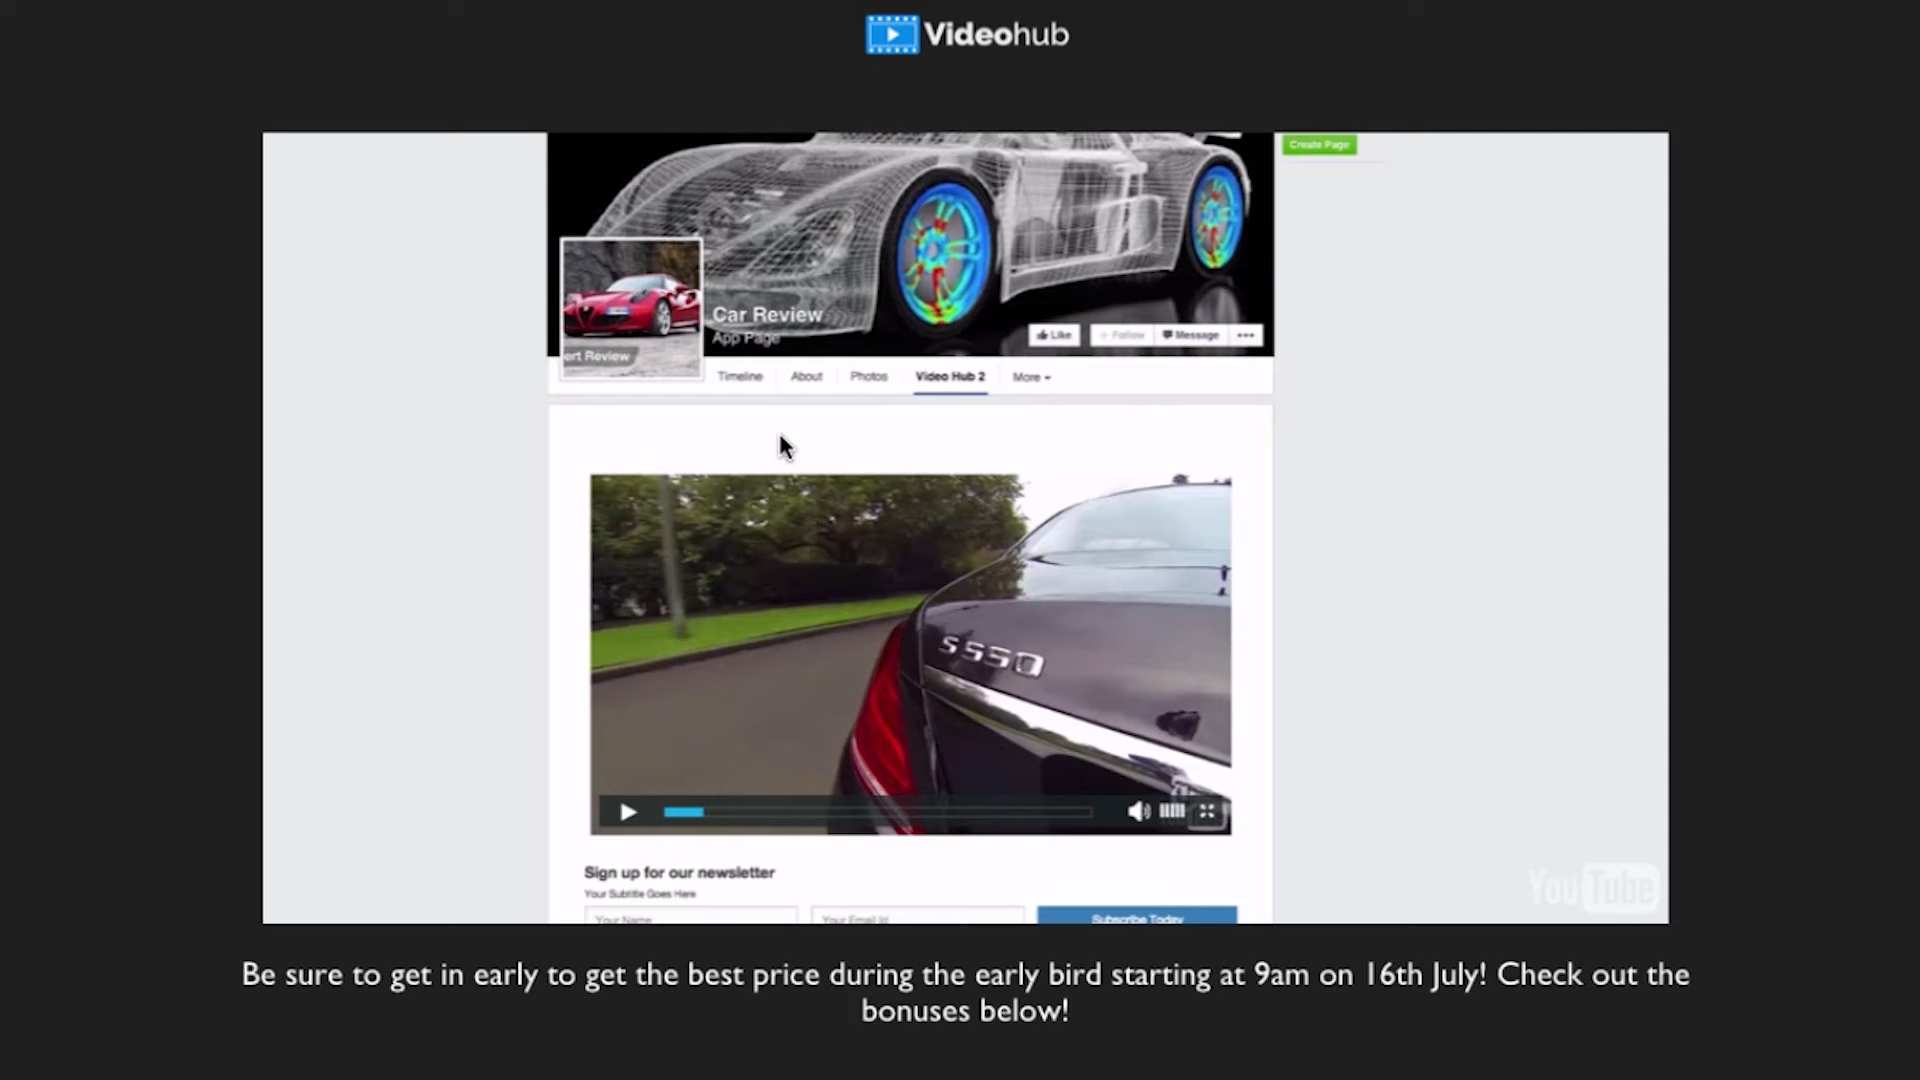 Videohub
Create Page
Car Review
App Page
Like
Follow
Message
ert Review
Timeline
About
Photos
Video Hub 2
More
S550
Sign up for our newsletter
Your Subtitle Goes Here
Your Name
Your Email Id
Subscribe Today
YouTube
Be sure to get in early to get the best price during the early bird starting at 9am on 16th July! Check out the
bonuses below!